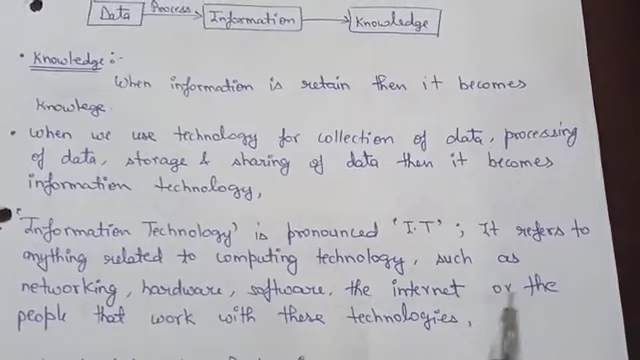 Data Process Information Knowledge
• Knowledge :-
When information is retain then it becomes
Knowlege.
• When we use technology for collection of data, processing
of data, storage & sharing of data then it becomes
information technology,
'Information Technology' is pronounced 'I.T'; It refers to
anything related to computing technology, such as
networking, hardware, software, the internet or the
people that work with these technologies,